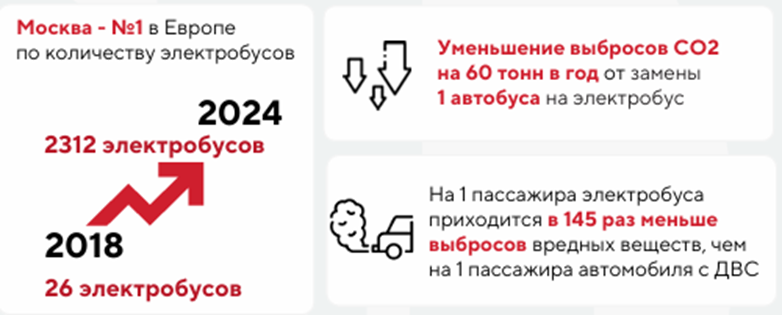 Москва - №1 в Европе
по количеству электробусов
2024
2312 электробусов
2018
26 электробусов
Уменьшение выбросов СО2
на 60 тонн в год от замены
1 автобуса на электробус
На 1 пассажира электробуса
приходится в 145 раз меньше
выбросов вредных веществ, чем
на 1 пассажира автомобиля с ДВС